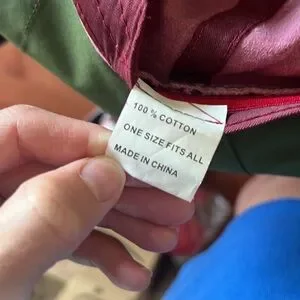 100 % COTTON
ONE SIZE FITS ALL
MADE IN CHINA